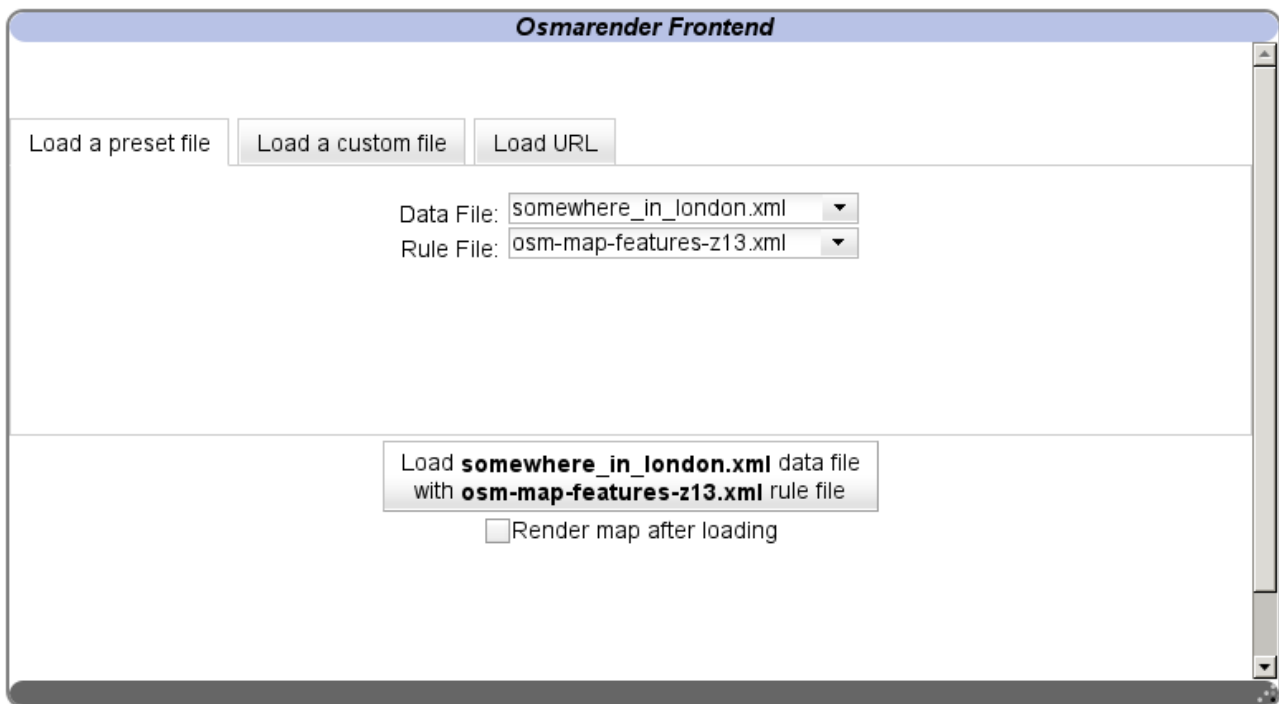 Osmarender Frontend
Load a preset file Load a custom file Load URL
Data File: somewhere_in_london.xml
Rule File: osm-map-features-z13.xml
Load somewhere_in_london.xml data file
with osm-map-features-z13.xml rule file
Render map after loading